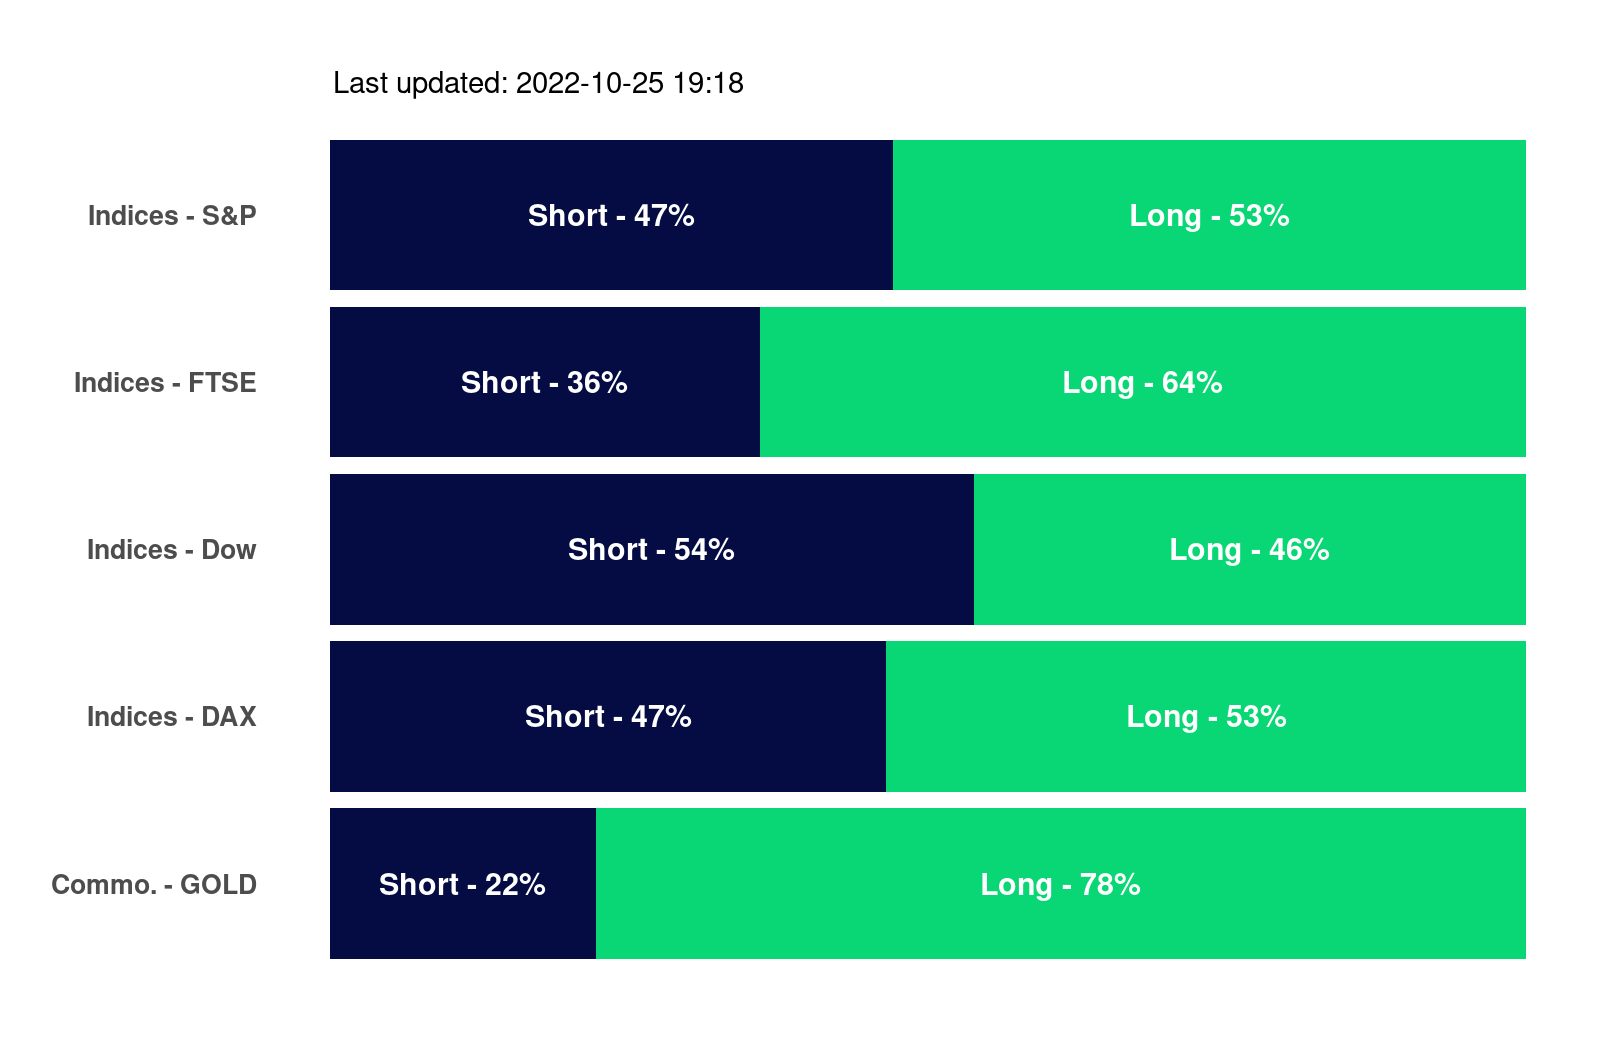 Last updated: 2022-10-25 19:18
Indices - S&P Short - 47% Long - 53%
Indices - FTSE Short - 36% Long - 64%
Indices - Dow Short - 54% Long - 46%
Indices - DAX Short - 47% Long - 53%
Commo. - GOLD Short - 22% Long - 78%